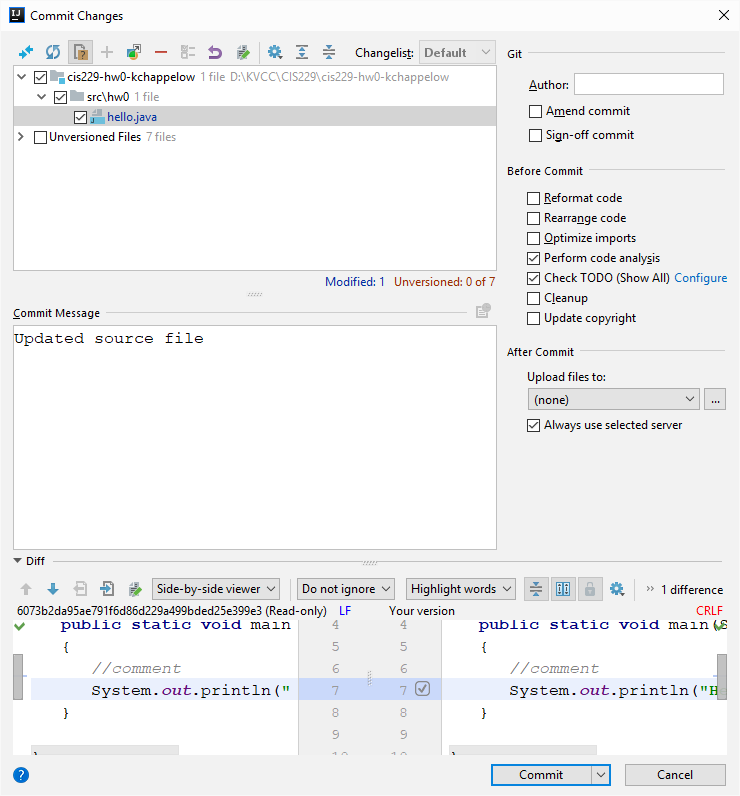 Commit Changes
Changelist: Default
cis229-hw0-kchappelow 1 file D:\KVCC\CIS229\cis229-hw0-kchappelow
src\hw0 1 file
hello.java
Unversioned Files 7 files
Modified: 1 Unversioned: 0 of 7
Commit Message
Updated source file
Git
Author:
Amend commit
Sign-off commit
Before Commit
Reformat code
Rearrange code
Optimize imports
Perform code analysis
Check TODO (Show All) Configure
Cleanup
Update copyright
After Commit
Upload files to:
(none)
...
Always use selected server
Diff
Side-by-side viewer Do not ignore Highlight words » 1 difference
6073b2da95ae791f6d86d229a499bded25e399e3 (Read-only) LF Your version CRLF
public static void main 4 4 public static void main(S
{ 5 5 {
//comment 6 6 //comment
System.out.println(" 7 7 System.out.println("He
} 8 8 }
9 9
} 10 10 }
? Commit Cancel